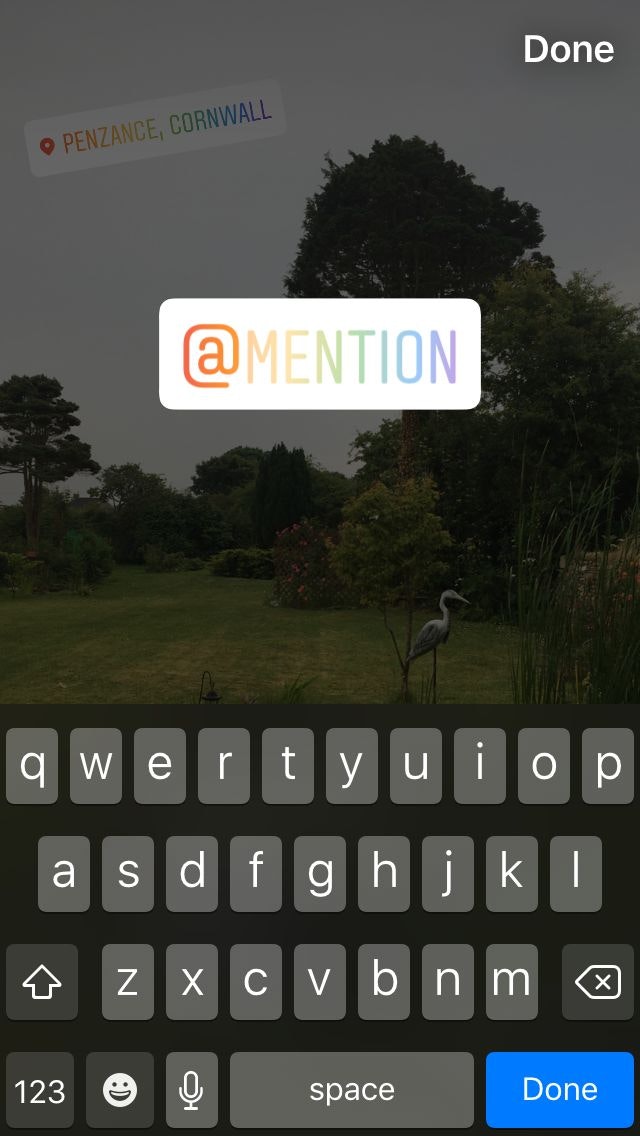 Done
PENZANCE, CORNWALL
@MENTION
q w e r t y u i o p
a s d f g h j k l
z x c v b n m
123 space Done